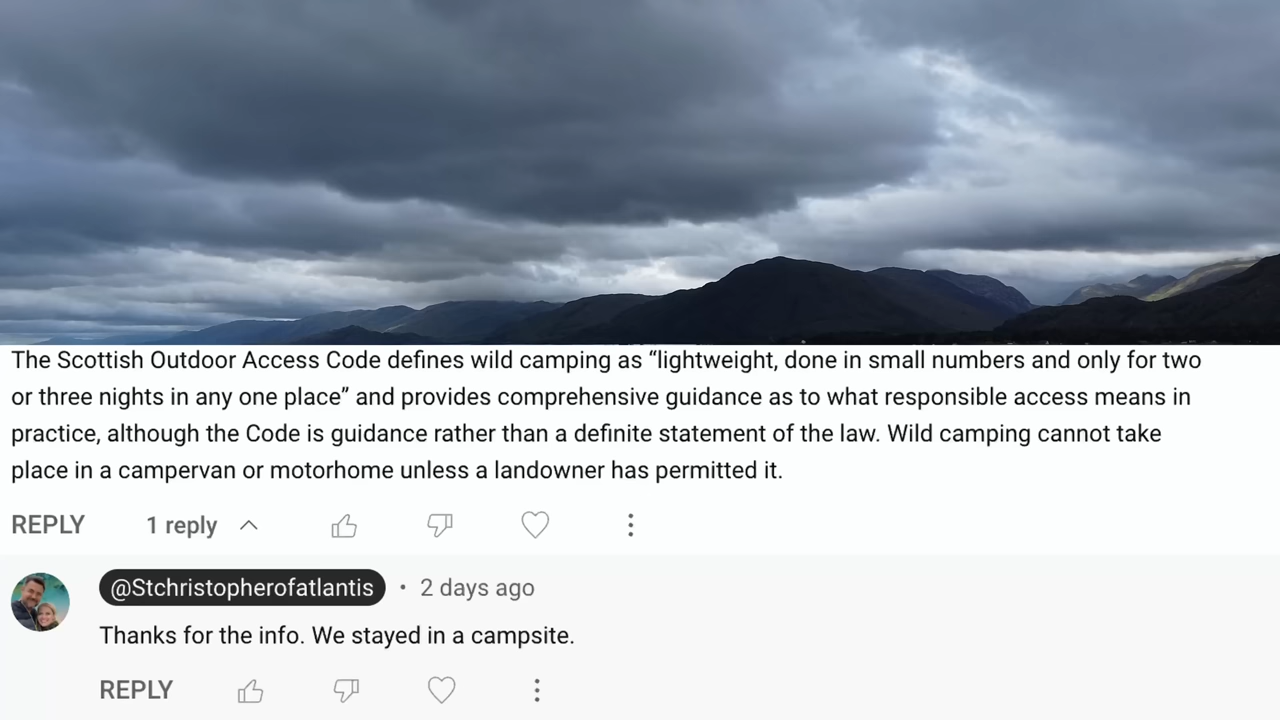 The Scottish Outdoor Access Code defines wild camping as “lightweight, done in small numbers and only for two
or three nights in any one place” and provides comprehensive guidance as to what responsible access means in
practice, although the Code is guidance rather than a definite statement of the law. Wild camping cannot take
place in a campervan or motorhome unless a landowner has permitted it.
REPLY 1 reply
@Stchristopherofatlantis • 2 days ago
Thanks for the info. We stayed in a campsite.
REPLY